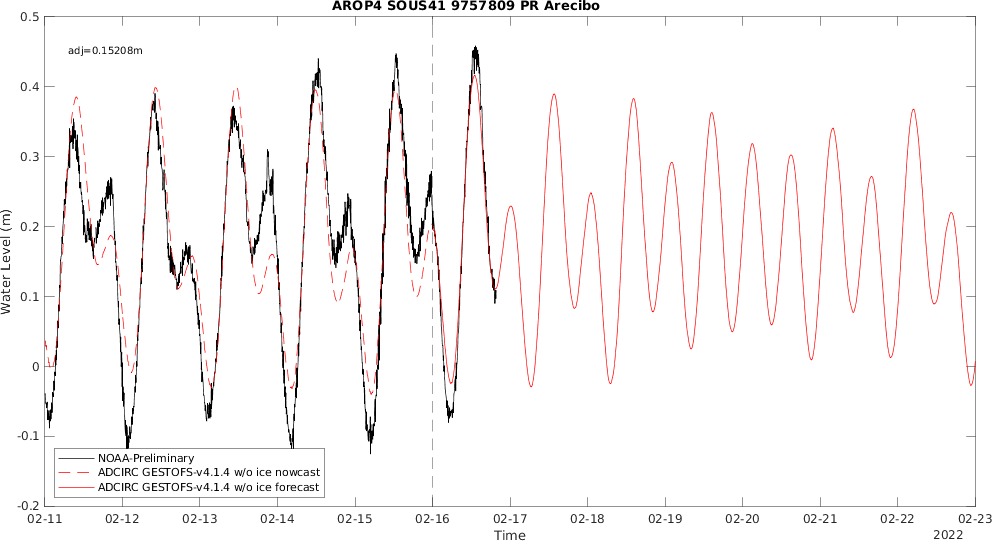 AROP4 SOUS41 9757809 PR Arecibo
adj=0.15208m
Water Level (m)
0.5
0.4
0.3
0.2
0.1
0
-0.1
-0.2
NOAA-Preliminary
ADCIRC GESTOFS-v4.1.4 w/o ice nowcast
ADCIRC GESTOFS-v4.1.4 w/o ice forecast
02-11 02-12 02-13 02-14 02-15 02-16 02-17 02-18 02-19 02-20 02-21 02-22 02-23
Time
2022